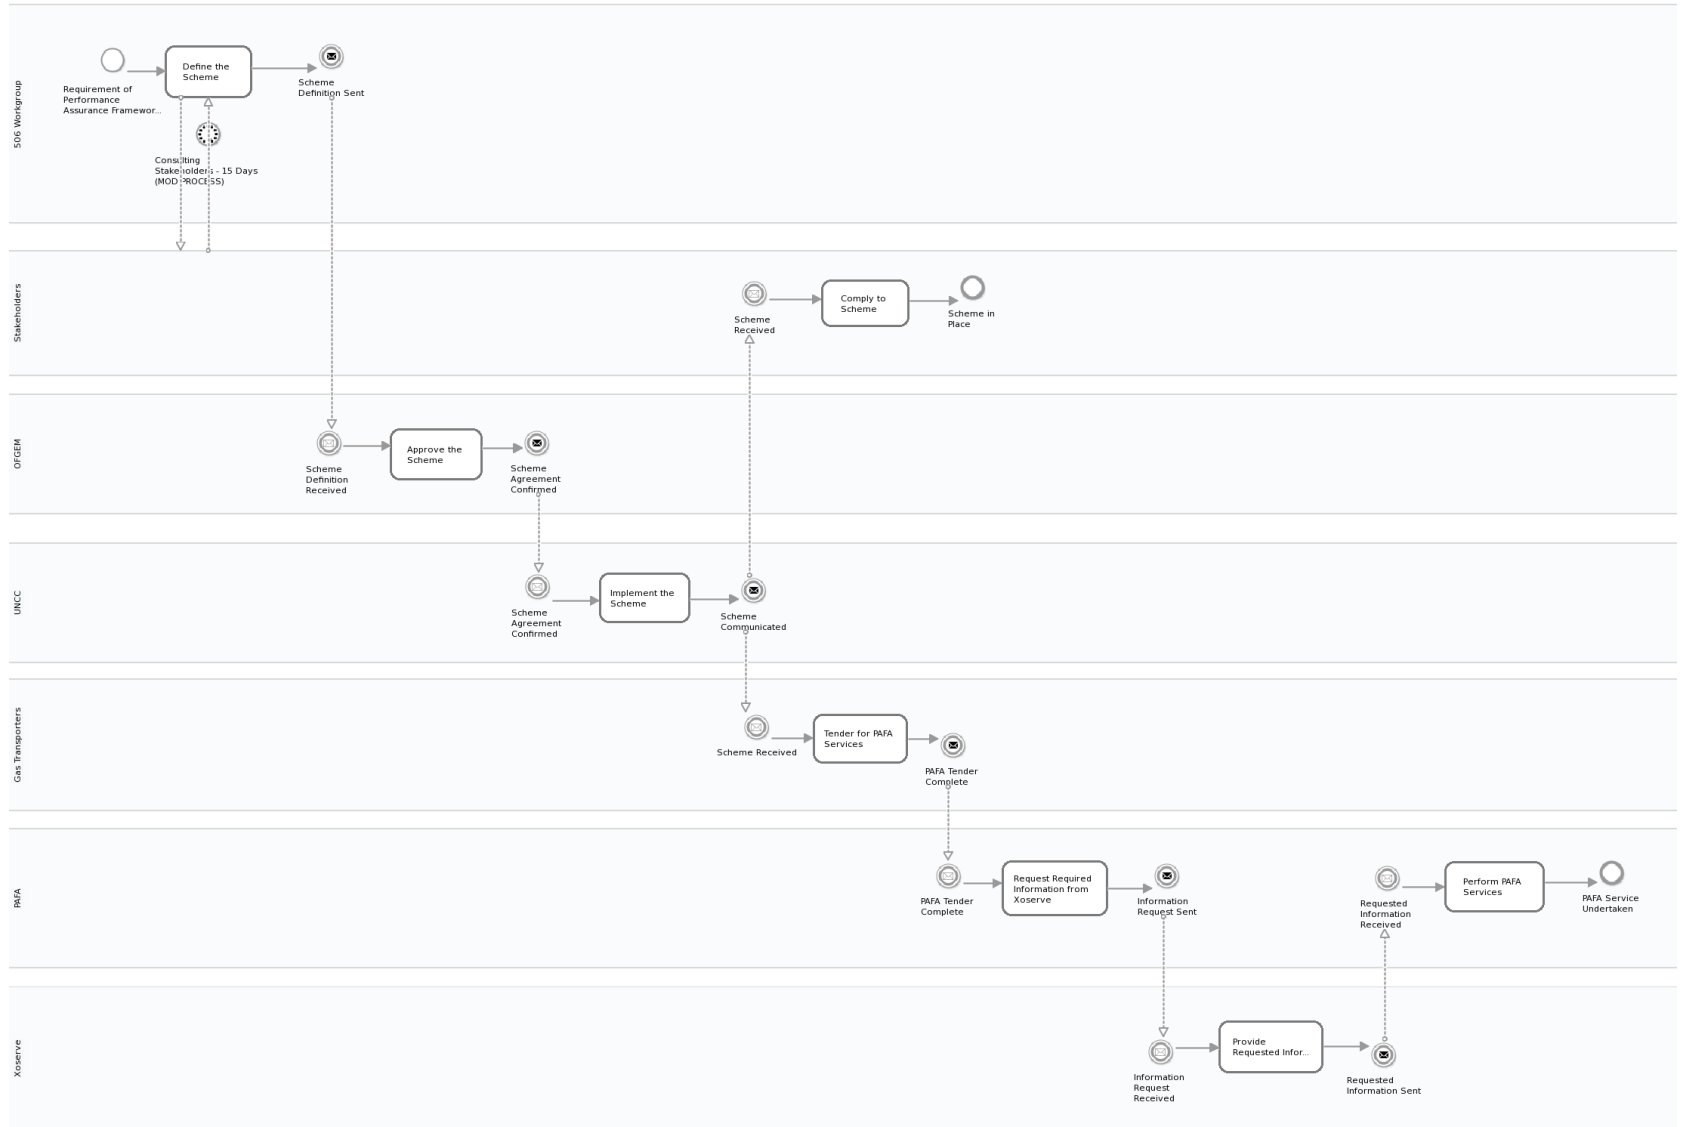 506 Workgroup
Requirement of
Performance
Assurance Framewor...
Define the
Scheme
Scheme
Definition Sent
Consulting
Stakeholders - 15 Days
(MOD PROCESS)
Stakeholders
Scheme
Received
Comply to
Scheme
Scheme in
Place
OFGEM
Scheme
Definition
Received
Approve the
Scheme
Scheme
Agreement
Confirmed
UNCC
Scheme
Agreement
Confirmed
Implement the
Scheme
Scheme
Communicated
Gas Transporters
Scheme Received
Tender for PAFA
Services
PAFA Tender
Complete
PAFA
PAFA Tender
Complete
Request Required
Information from
Xoserve
Information
Request Sent
Requested
Information
Received
Perform PAFA
Services
PAFA Service
Undertaken
Xoserve
Information
Request
Received
Provide
Requested Infor...
Requested
Information Sent